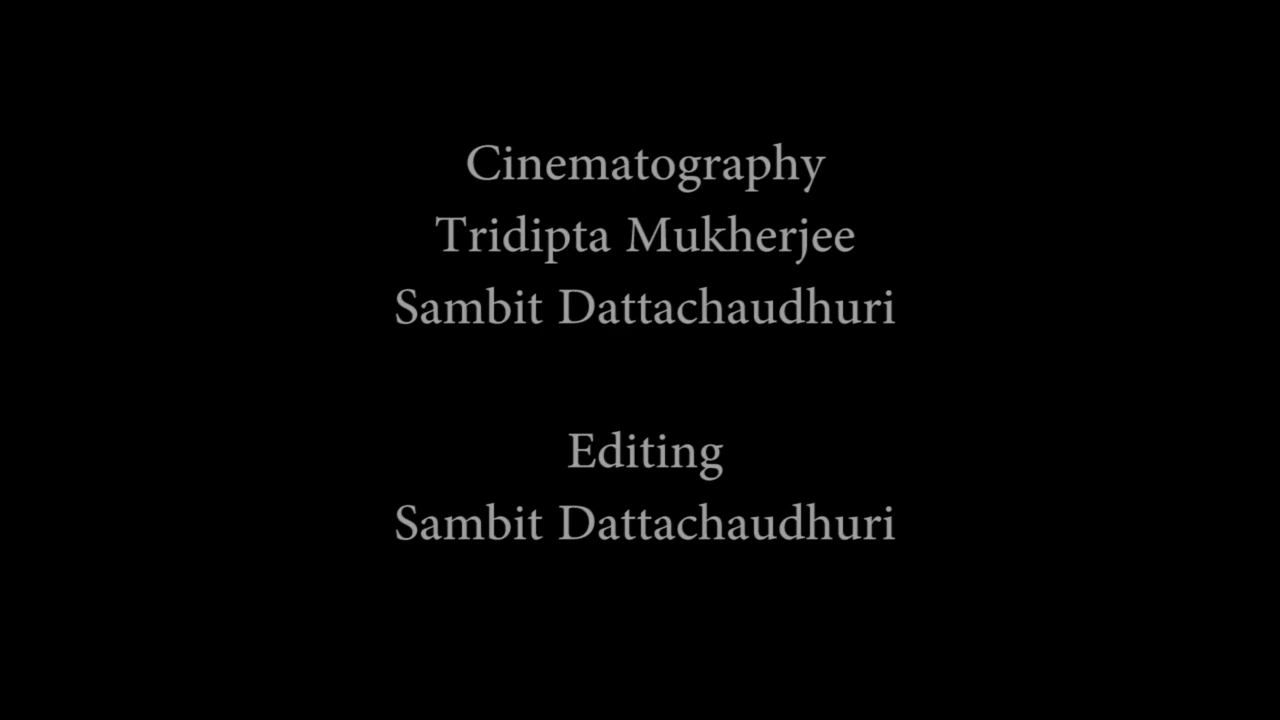 Cinematography
Tridipta Mukherjee
Sambit Dattachaudhuri
Editing
Sambit Dattachaudhuri